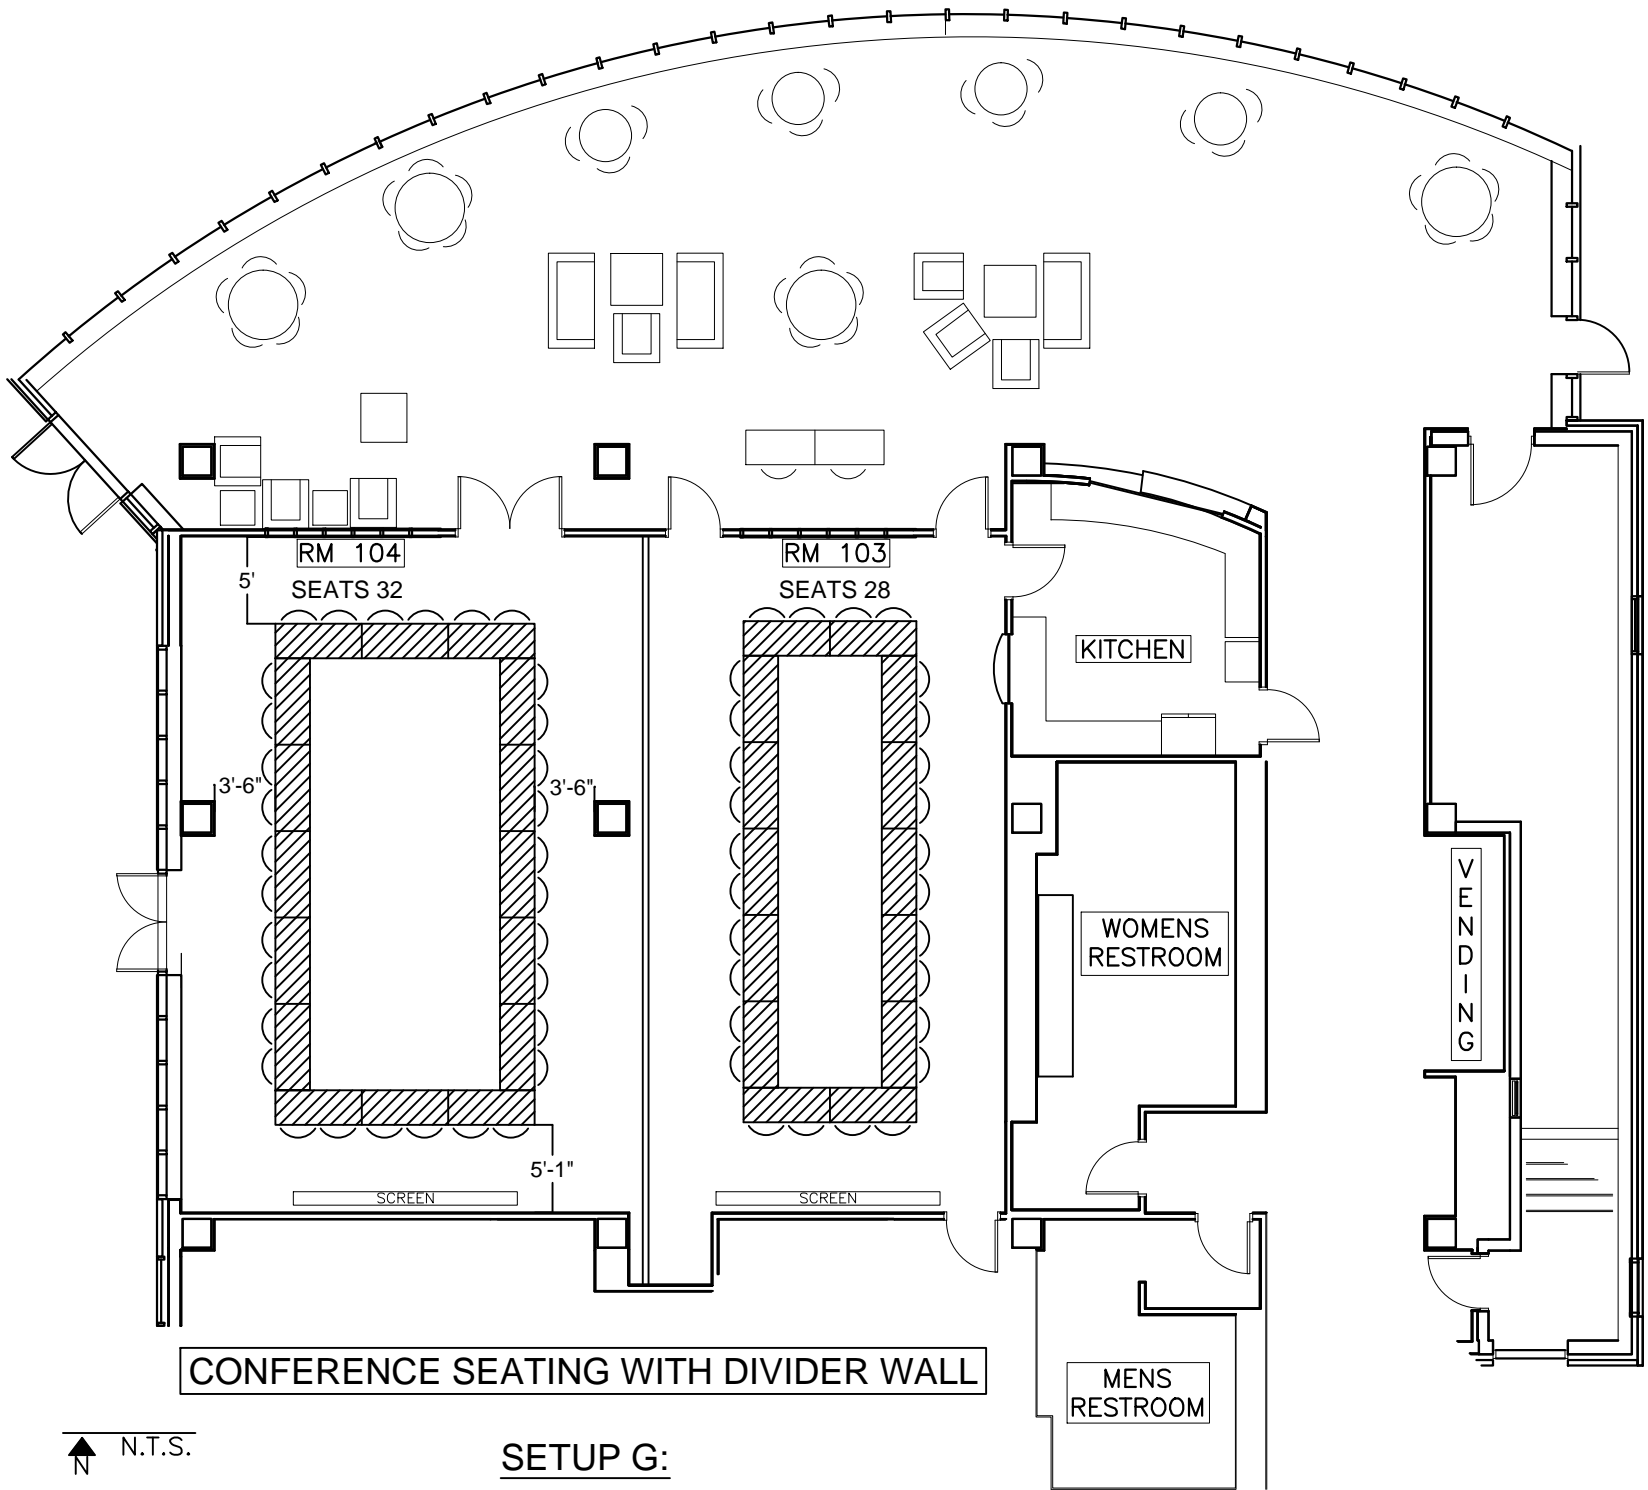 RM 104
RM 103
5'
SEATS 32
SEATS 28
KITCHEN
3'-6"
3'-6"
VENDING
WOMENS
RESTROOM
5'-1"
SCREEN
SCREEN
CONFERENCE SEATING WITH DIVIDER WALL
MENS
RESTROOM
N.T.S.
N
SETUP G: